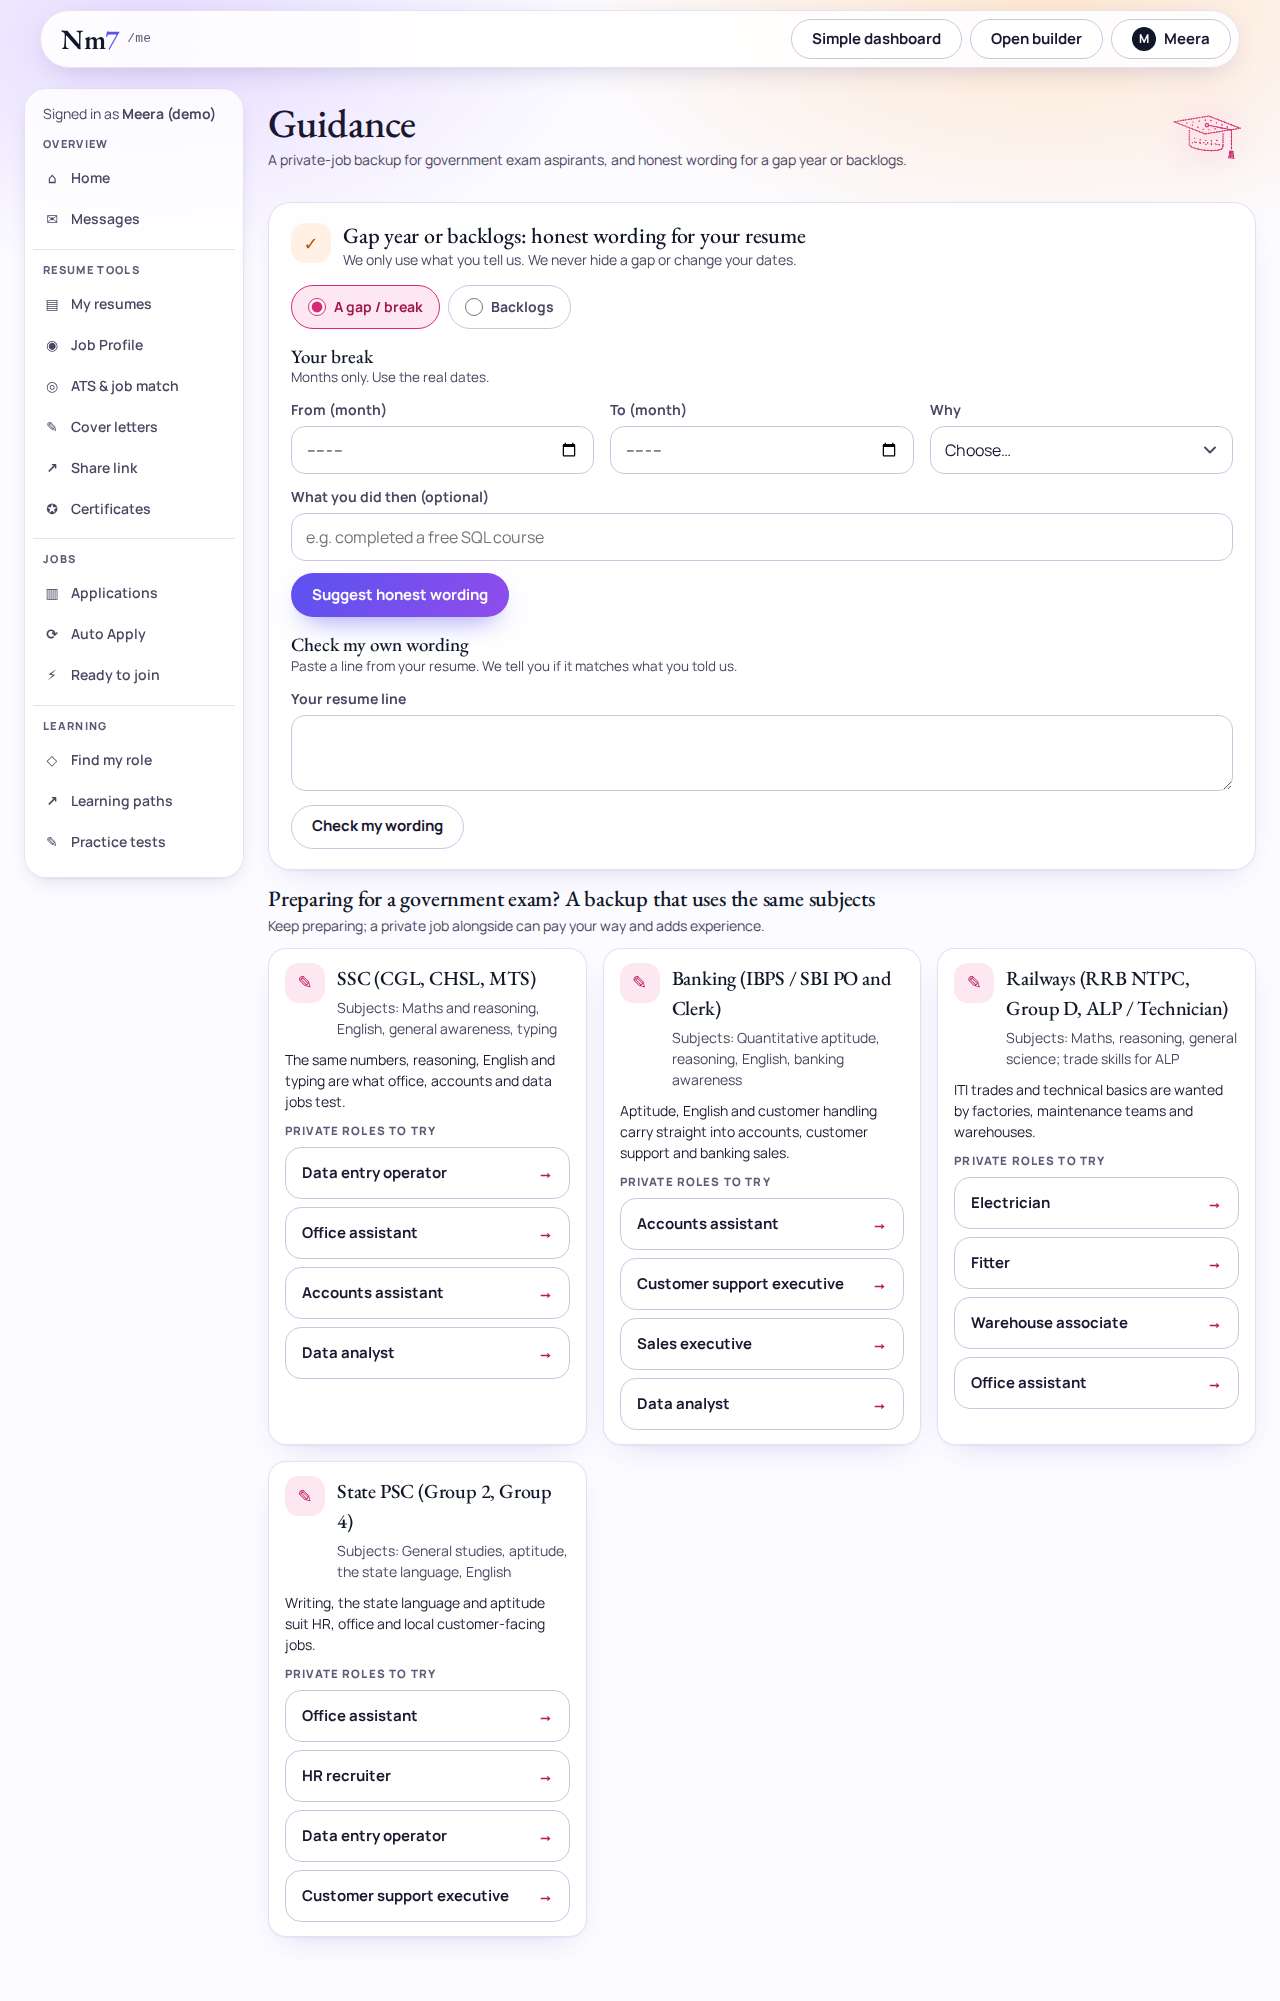 Nm7 /me
Simple dashboard
Open builder
M Meera
Signed in as Meera (demo)
OVERVIEW
Home
Messages
RESUME TOOLS
My resumes
Job Profile
ATS & job match
Cover letters
Share link
Certificates
JOBS
Applications
Auto Apply
Ready to join
LEARNING
Find my role
Learning paths
Practice tests
Guidance
A private-job backup for government exam aspirants, and honest wording for a gap year or backlogs.
Gap year or backlogs: honest wording for your resume
We only use what you tell us. We never hide a gap or change your dates.
A gap / break
Backlogs
Your break
Months only. Use the real dates.
From (month)
To (month)
Why
----
----
Choose...
What you did then (optional)
e.g. completed a free SQL course
Suggest honest wording
Check my own wording
Paste a line from your resume. We tell you if it matches what you told us.
Your resume line
Check my wording
Preparing for a government exam? A backup that uses the same subjects
Keep preparing; a private job alongside can pay your way and adds experience.
SSC (CGL, CHSL, MTS)
Subjects: Maths and reasoning,
English, general awareness, typing
The same numbers, reasoning, English and
typing are what office, accounts and data
jobs test.
PRIVATE ROLES TO TRY
Data entry operator →
Office assistant →
Accounts assistant →
Data analyst →
Banking (IBPS / SBI PO and
Clerk)
Subjects: Quantitative aptitude,
reasoning, English, banking
awareness
Aptitude, English and customer handling
carry straight into accounts, customer
support and banking sales.
PRIVATE ROLES TO TRY
Accounts assistant →
Customer support executive →
Sales executive →
Data analyst →
Railways (RRB NTPC,
Group D, ALP / Technician)
Subjects: Maths, reasoning, general
science; trade skills for ALP
ITI trades and technical basics are wanted
by factories, maintenance teams and
warehouses.
PRIVATE ROLES TO TRY
Electrician →
Fitter →
Warehouse associate →
Office assistant →
State PSC (Group 2, Group
4)
Subjects: General studies, aptitude,
the state language, English
Writing, the state language and aptitude
suit HR, office and local customer-facing
jobs.
PRIVATE ROLES TO TRY
Office assistant →
HR recruiter →
Data entry operator →
Customer support executive →